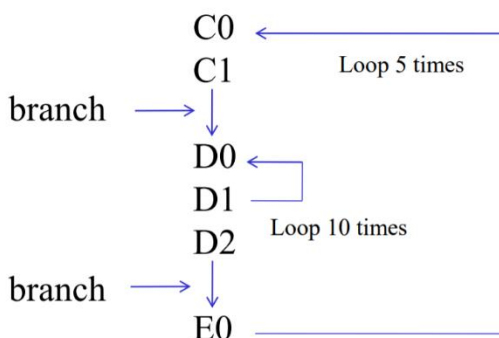 C0
Loop 5 times
C1
branch
D0
D1
Loop 10 times
D2
branch
E0